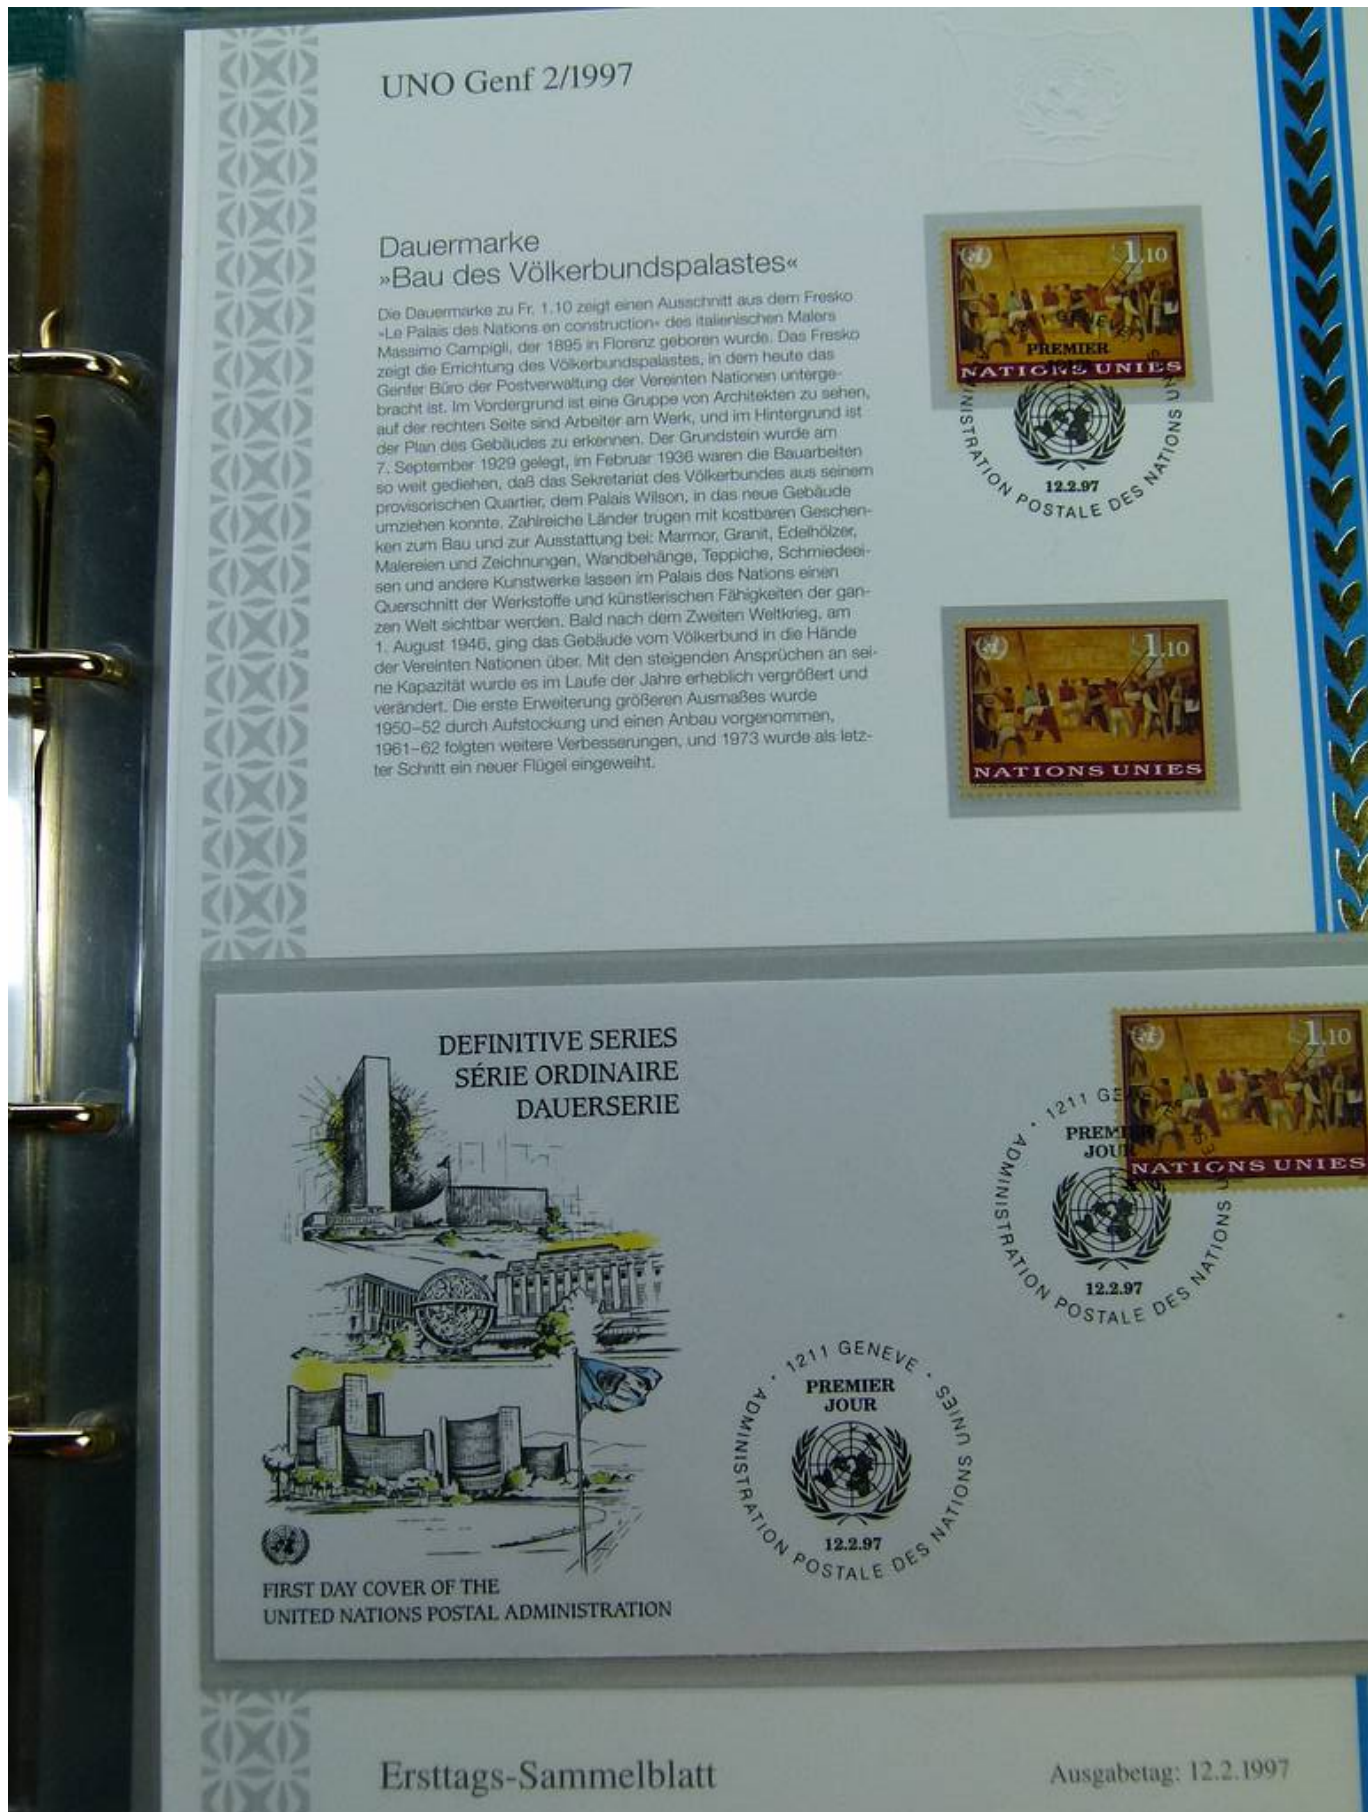 UNO Genf 2/1997
Dauermarke
»Bau des Völkerbundspalastes«
Die Dauermarke zu Fr. 1.10 zeigt einen Ausschnitt aus dem Fresko
»Le Palais des Nations en construction« des italienischen Malers
Massimo Campigli, der 1895 in Florenz geboren wurde. Das Fresko
zeigt die Errichtung des Völkerbundspalastes, in dem heute das
Genfer Büro der Postverwaltung der Vereinten Nationen unterge-
bracht ist. Im Vordergrund ist eine Gruppe von Architekten zu sehen,
auf der rechten Seite sind Arbeiter am Werk, und im Hintergrund ist
der Plan des Gebäudes zu erkennen. Der Grundstein wurde am
7. September 1929 gelegt, im Februar 1936 waren die Bauarbeiten
so weit gediehen, daß das Sekretariat des Völkerbundes aus seinem
provisorischen Quartier, dem Palais Wilson, in das neue Gebäude
umziehen konnte. Zahlreiche Länder trugen mit kostbaren Geschen-
ken zum Bau und zur Ausstattung bei: Marmor, Granit, Edelhölzer,
Malereien und Zeichnungen, Wandbehänge, Teppiche, Schmiedeei-
sen und andere Kunstwerke lassen im Palais des Nations einen
Querschnitt der Werkstoffe und künstlerischen Fähigkeiten der gan-
zen Welt sichtbar werden. Bald nach dem Zweiten Weltkrieg, am
1. August 1946, ging das Gebäude vom Völkerbund in die Hände
der Vereinten Nationen über. Mit den steigenden Ansprüchen an sei-
ne Kapazität wurde es im Laufe der Jahre erheblich vergrößert und
verändert. Die erste Erweiterung größeren Ausmaßes wurde
1950–52 durch Aufstockung und einen Anbau vorgenommen,
1961–62 folgten weitere Verbesserungen, und 1973 wurde als letz-
ter Schritt ein neuer Flügel eingeweiht.
1.10
GENEVE
PREMIER
NATIONS UNIES
12.2.97
ADMINISTRATION POSTALE DES NATIONS UNIES
1.10
NATIONS UNIES
DEFINITIVE SERIES
SÉRIE ORDINAIRE
DAUERSERIE
FIRST DAY COVER OF THE
UNITED NATIONS POSTAL ADMINISTRATION
1.10
NATIONS UNIES
1211 GENEVE
PREMIER
JOUR
12.2.97
ADMINISTRATION POSTALE DES NATIONS UNIES
1211 GENEVE
PREMIER
JOUR
12.2.97
ADMINISTRATION POSTALE DES NATIONS UNIES
Ersttags-Sammelblatt
Ausgabetag: 12.2.1997